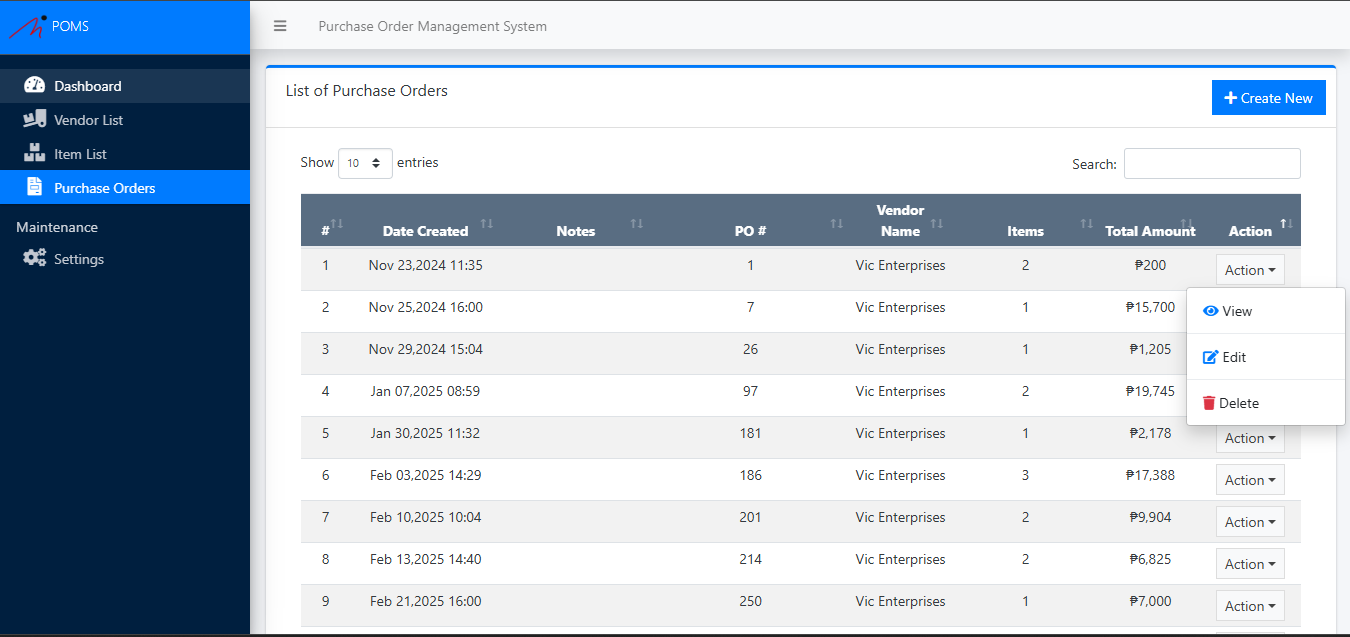 POMS
Purchase Order Management System
Dashboard
Vendor List
Item List
Purchase Orders
Maintenance
Settings
List of Purchase Orders
Create New
Show 10 entries
Search:
# Date Created Notes PO # Vendor Name Items Total Amount Action
1 Nov 23,2024 11:35 1 Vic Enterprises 2 ₱200 Action
2 Nov 25,2024 16:00 7 Vic Enterprises 1 ₱15,700
3 Nov 29,2024 15:04 26 Vic Enterprises 1 ₱1,205
4 Jan 07,2025 08:59 97 Vic Enterprises 2 ₱19,745
View
Edit
Delete
5 Jan 30,2025 11:32 181 Vic Enterprises 1 ₱2,178 Action
6 Feb 03,2025 14:29 186 Vic Enterprises 3 ₱17,388 Action
7 Feb 10,2025 10:04 201 Vic Enterprises 2 ₱9,904 Action
8 Feb 13,2025 14:40 214 Vic Enterprises 2 ₱6,825 Action
9 Feb 21,2025 16:00 250 Vic Enterprises 1 ₱7,000 Action